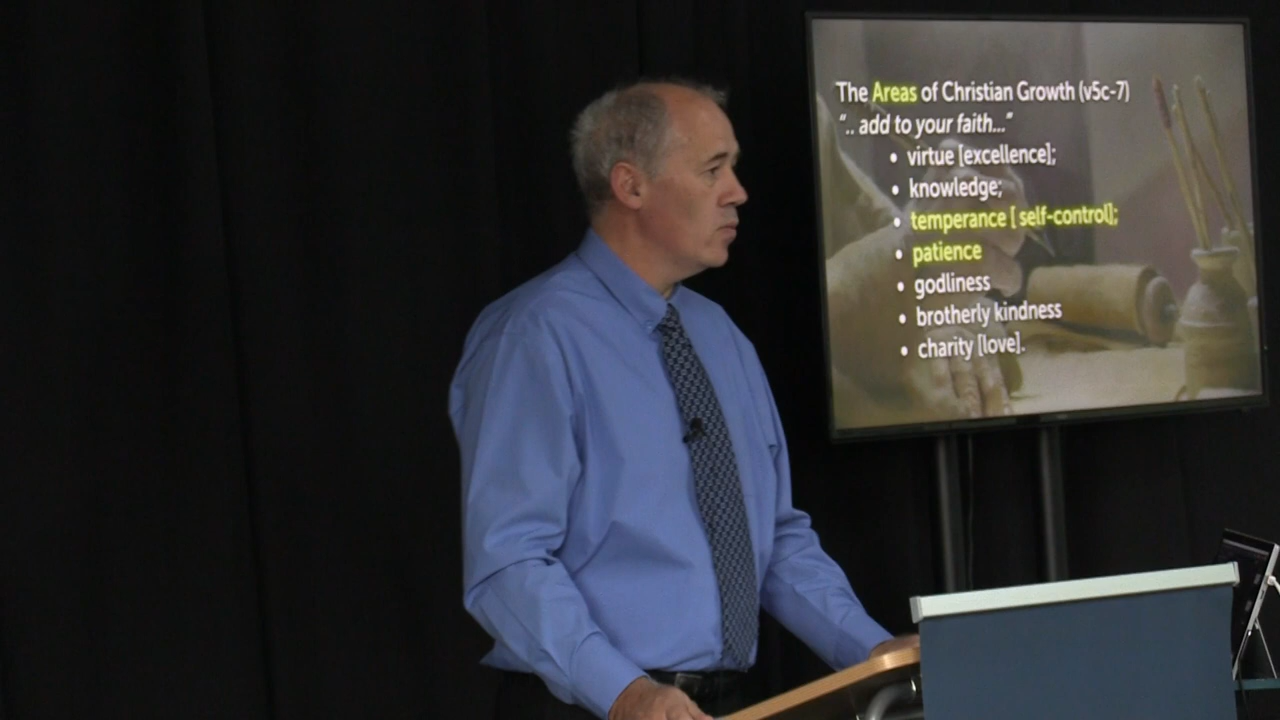 The Areas of Christian Growth (v5c-7)
“.. add to your faith...”
• virtue [excellence];
• knowledge;
• temperance [ self-control];
• patience
• godliness
• brotherly kindness
• charity [love].